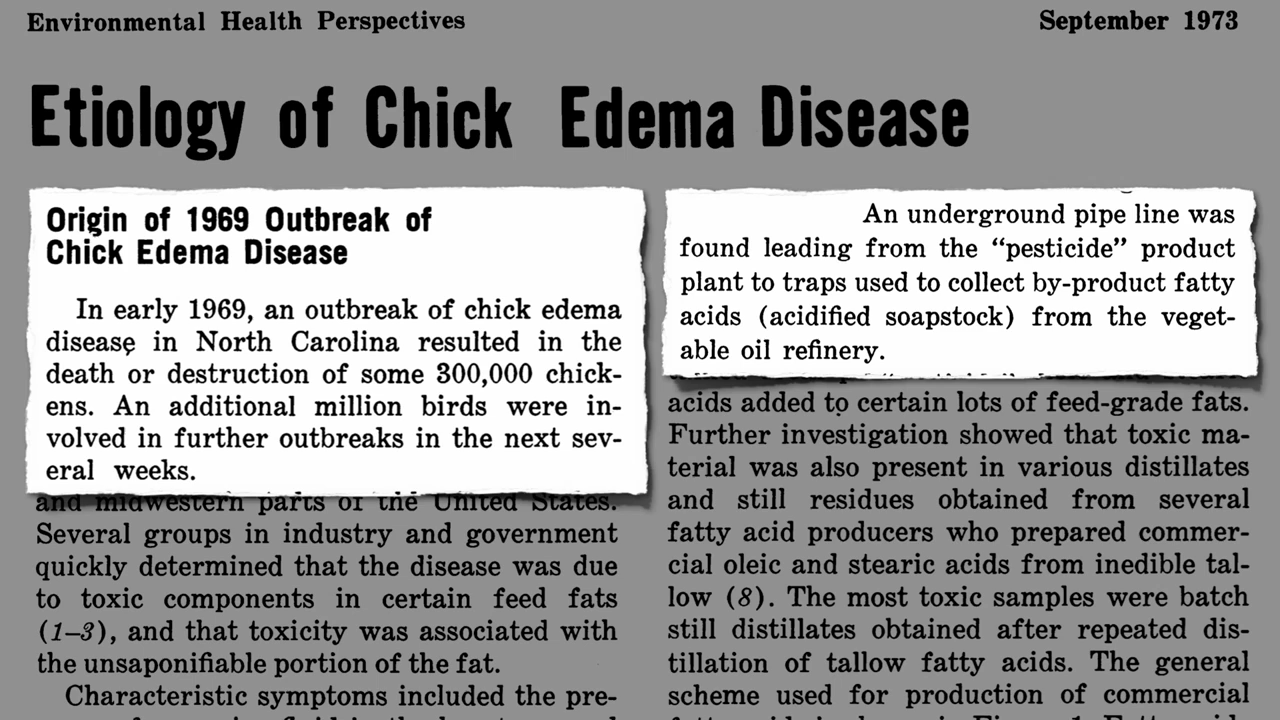 Environmental Health Perspectives
September 1973
Etiology of Chick Edema Disease
Origin of 1969 Outbreak of
Chick Edema Disease
In early 1969, an outbreak of chick edema
disease in North Carolina resulted in the
death or destruction of some 300,000 chick-
ens. An additional million birds were in-
volved in further outbreaks in the next sev-
eral weeks.
and midwestern parts of the United States.
Several groups in industry and government
quickly determined that the disease was due
to toxic components in certain feed fats
(1–3), and that toxicity was associated with
the unsaponifiable portion of the fat.
Characteristic symptoms included the pre-
An underground pipe line was
found leading from the “pesticide” product
plant to traps used to collect by-product fatty
acids (acidified soapstock) from the veget-
able oil refinery.
acids added to certain lots of feed-grade fats.
Further investigation showed that toxic ma-
terial was also present in various distillates
and still residues obtained from several
fatty acid producers who prepared commer-
cial oleic and stearic acids from inedible tal-
low (8). The most toxic samples were batch
still distillates obtained after repeated dis-
tillation of tallow fatty acids. The general
scheme used for production of commercial